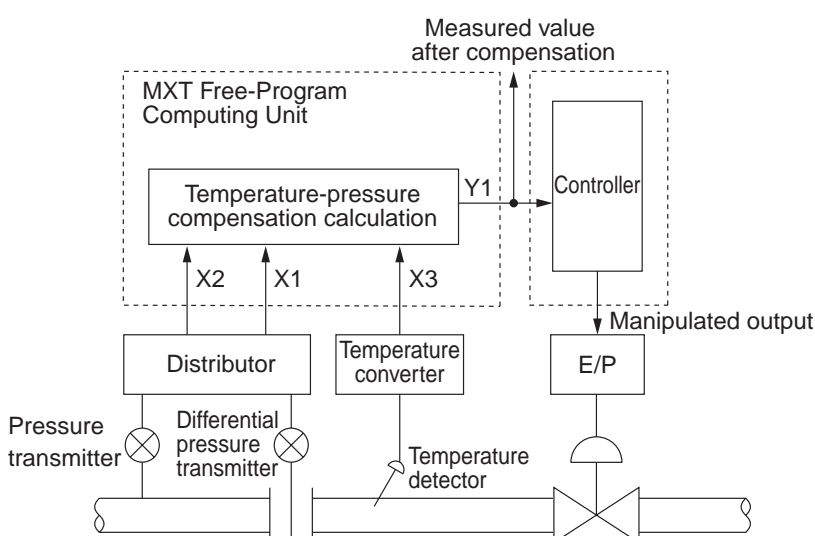 Measured value
after compensation
MXT Free-Program
Computing Unit
Temperature-pressure
compensation calculation
Y1
Controller
X2
X1
X3
Manipulated output
Distributor
Temperature
converter
E/P
Pressure
transmitter
Differential
pressure
transmitter
Temperature
detector